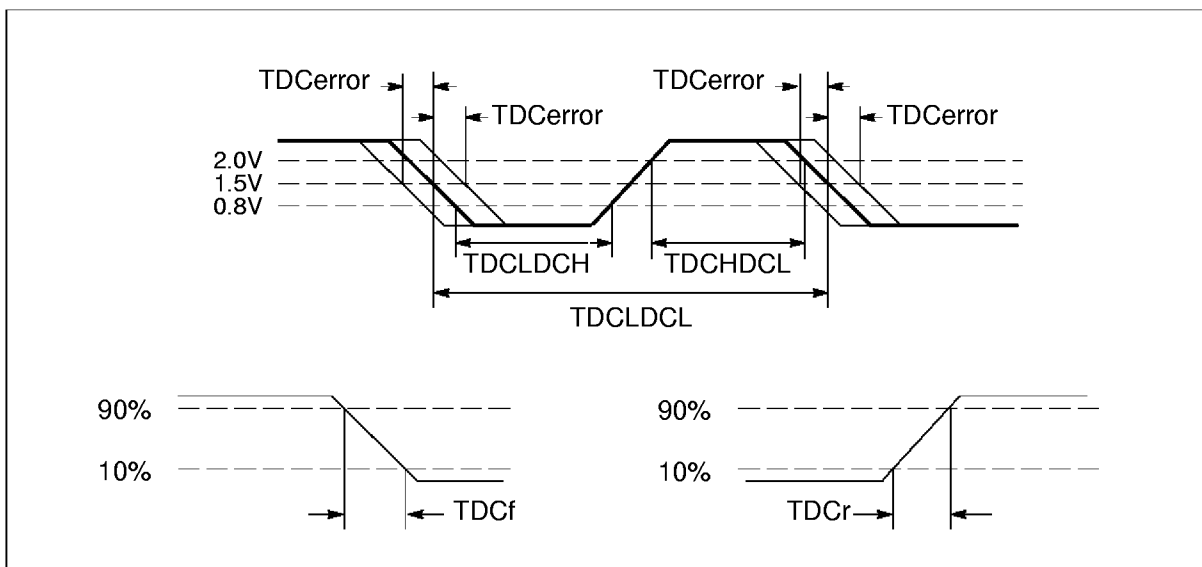 TDCerror TDCerror
TDCerror TDCerror
2.0V
1.5V
0.8V
TDCLDCH TDCHDCL
TDCLDCL
90% 90%
10% 10%
TDCf TDCr